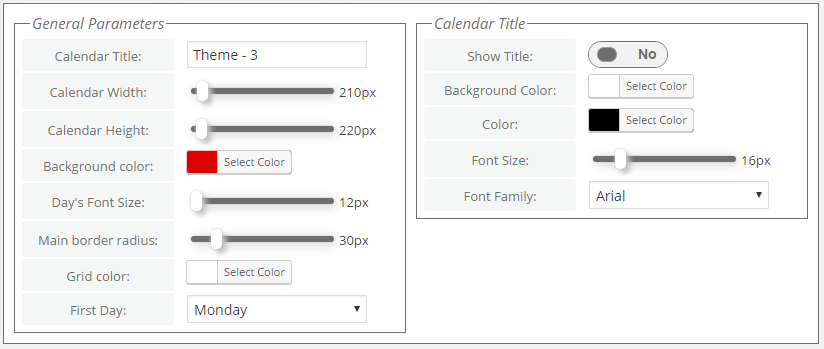 General Parameters
Calendar Title: Theme - 3
Calendar Width: 210px
Calendar Height: 220px
Background color: Select Color
Day's Font Size: 12px
Main border radius: 30px
Grid color: Select Color
First Day: Monday
Calendar Title
Show Title: No
Background Color: Select Color
Color: Select Color
Font Size: 16px
Font Family: Arial